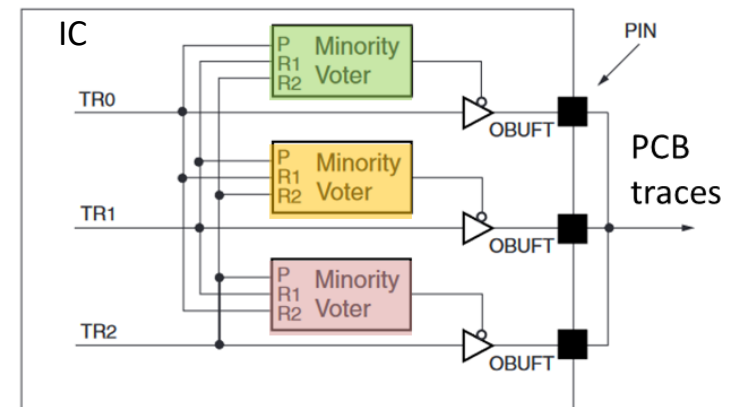 IC
PIN
P Minority
R1
R2 Voter
TR0
OBUFT
PCB
traces
P Minority
R1
R2 Voter
TR1
OBUFT
P Minority
R1
R2 Voter
TR2
OBUFT